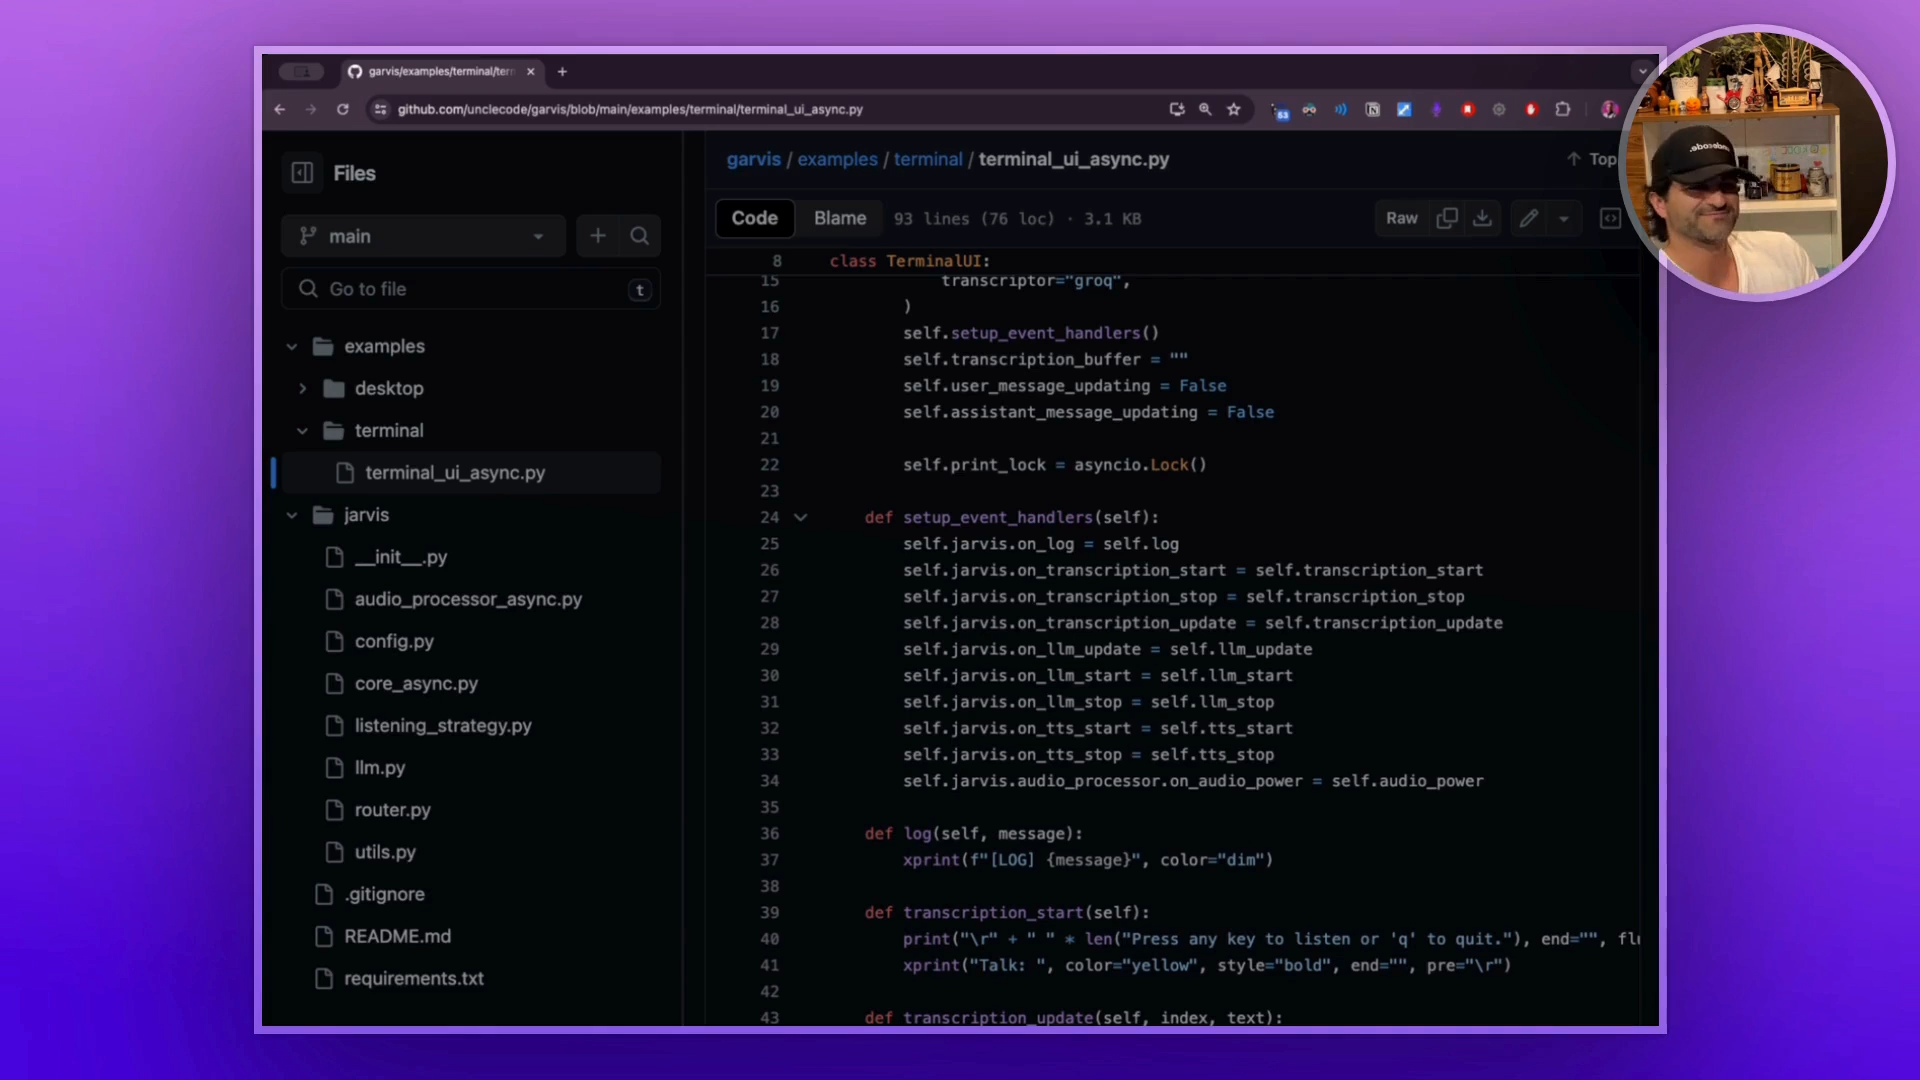 garvis/examples/terminal/terr
github.com/unclecode/garvis/blob/main/examples/terminal/terminal_ui_async.py
63
Files
main
Go to file
t
examples
desktop
terminal
terminal_ui_async.py
jarvis
__init__.py
audio_processor_async.py
config.py
core_async.py
listening_strategy.py
llm.py
router.py
utils.py
.gitignore
README.md
requirements.txt
garvis / examples / terminal / terminal_ui_async.py
Top
Code Blame 93 lines (76 loc) · 3.1 KB
Raw
8 class TerminalUI:
15 transcriptor="groq",
16 )
17 self.setup_event_handlers()
18 self.transcription_buffer = ""
19 self.user_message_updating = False
20 self.assistant_message_updating = False
21
22 self.print_lock = asyncio.Lock()
23
24 def setup_event_handlers(self):
25 self.jarvis.on_log = self.log
26 self.jarvis.on_transcription_start = self.transcription_start
27 self.jarvis.on_transcription_stop = self.transcription_stop
28 self.jarvis.on_transcription_update = self.transcription_update
29 self.jarvis.on_llm_update = self.llm_update
30 self.jarvis.on_llm_start = self.llm_start
31 self.jarvis.on_llm_stop = self.llm_stop
32 self.jarvis.on_tts_start = self.tts_start
33 self.jarvis.on_tts_stop = self.tts_stop
34 self.jarvis.audio_processor.on_audio_power = self.audio_power
35
36 def log(self, message):
37 xprint(f"[LOG] {message}", color="dim")
38
39 def transcription_start(self):
40 print("\r" + " " * len("Press any key to listen or 'q' to quit."), end="", flu
41 xprint("Talk: ", color="yellow", style="bold", end="", pre="\r")
42
43 def transcription_update(self, index, text):